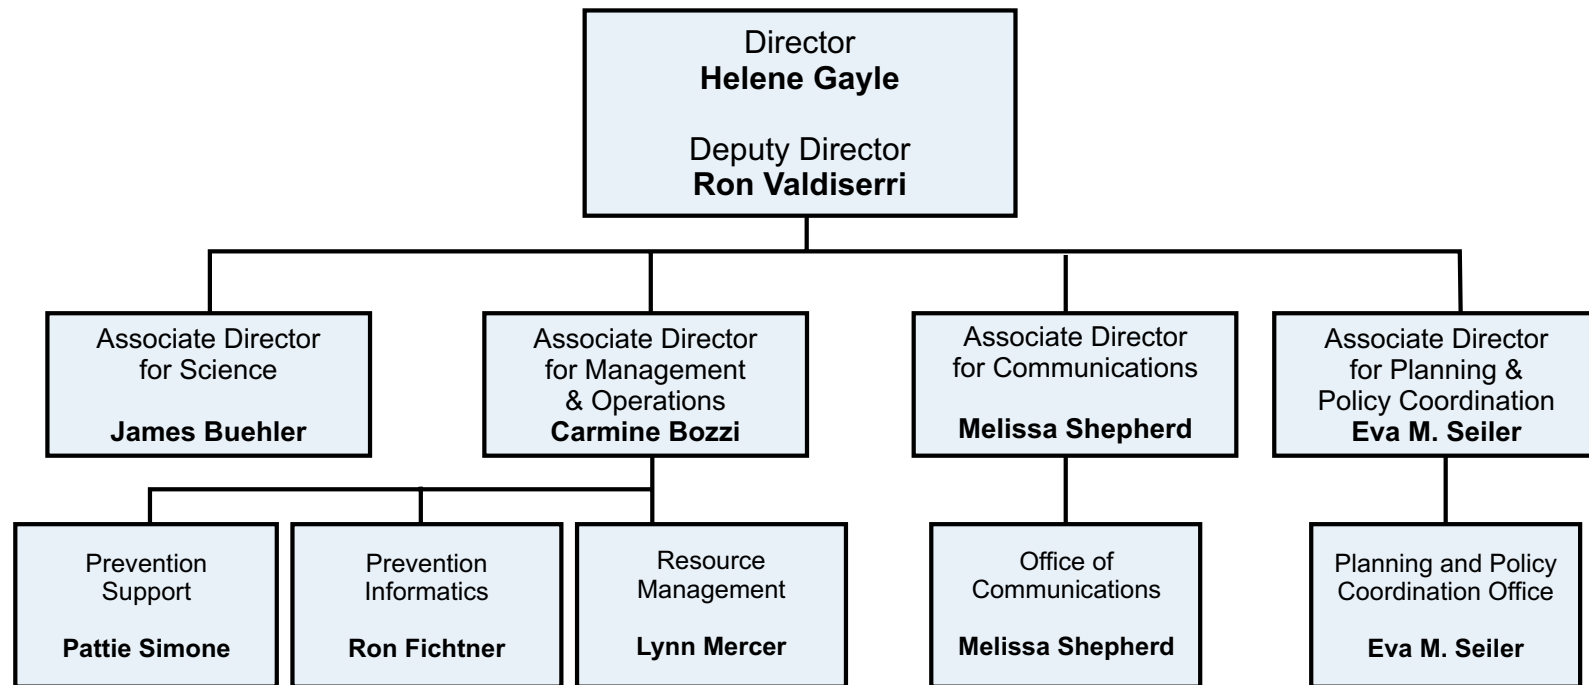 Director
Helene Gayle
Deputy Director
Ron Valdiserri
Associate Director
for Science
James Buehler
Associate Director
for Management
& Operations
Carmine Bozzi
Associate Director
for Communications
Melissa Shepherd
Associate Director
for Planning &
Policy Coordination
Eva M. Seiler
Prevention
Support
Pattie Simone
Prevention
Informatics
Ron Fichtner
Resource
Management
Lynn Mercer
Office of
Communications
Melissa Shepherd
Planning and Policy
Coordination Office
Eva M. Seiler